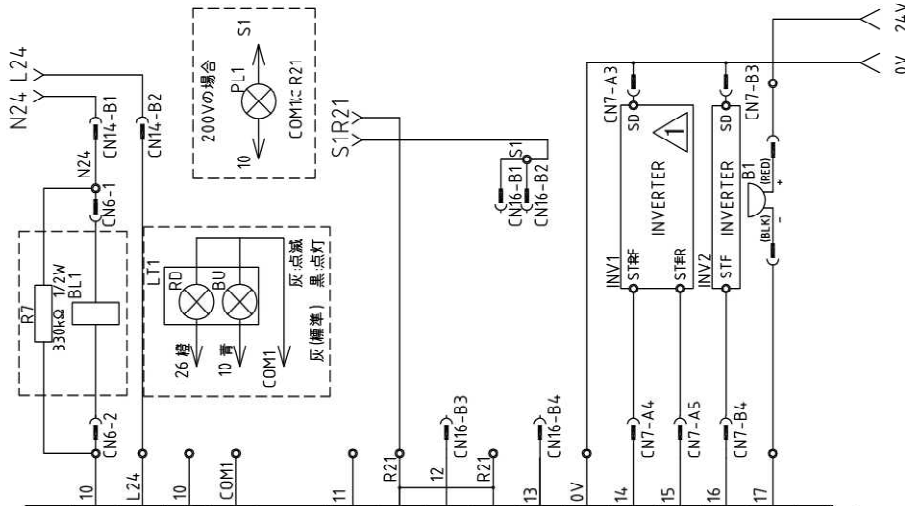 N24 L24
N24
CN14-B1
CN14-B2
CN6-1
R7
330kΩ 1/2W
BL1
CN6-2
10
L24
10
COM1
11
R21
12
R21
13
0V
14
15
16
17
200Vの場合
PL1
S1
10
COM1に R21
LT1
RD
BU
26 橙
10 青
COM1
灰:点滅
黒:点灯
灰(標準)
S1R21
S1
CN16-B1
CN16-B2
CN16-B3
CN16-B4
INV1
SD
INVERTER
1
CN7-A3
CN7-A4
CN7-A5
INV2
STF
SD
INVERTER
CN7-B3
CN7-B4
B1
(RED)
(BLK)
+
-
24V
0V